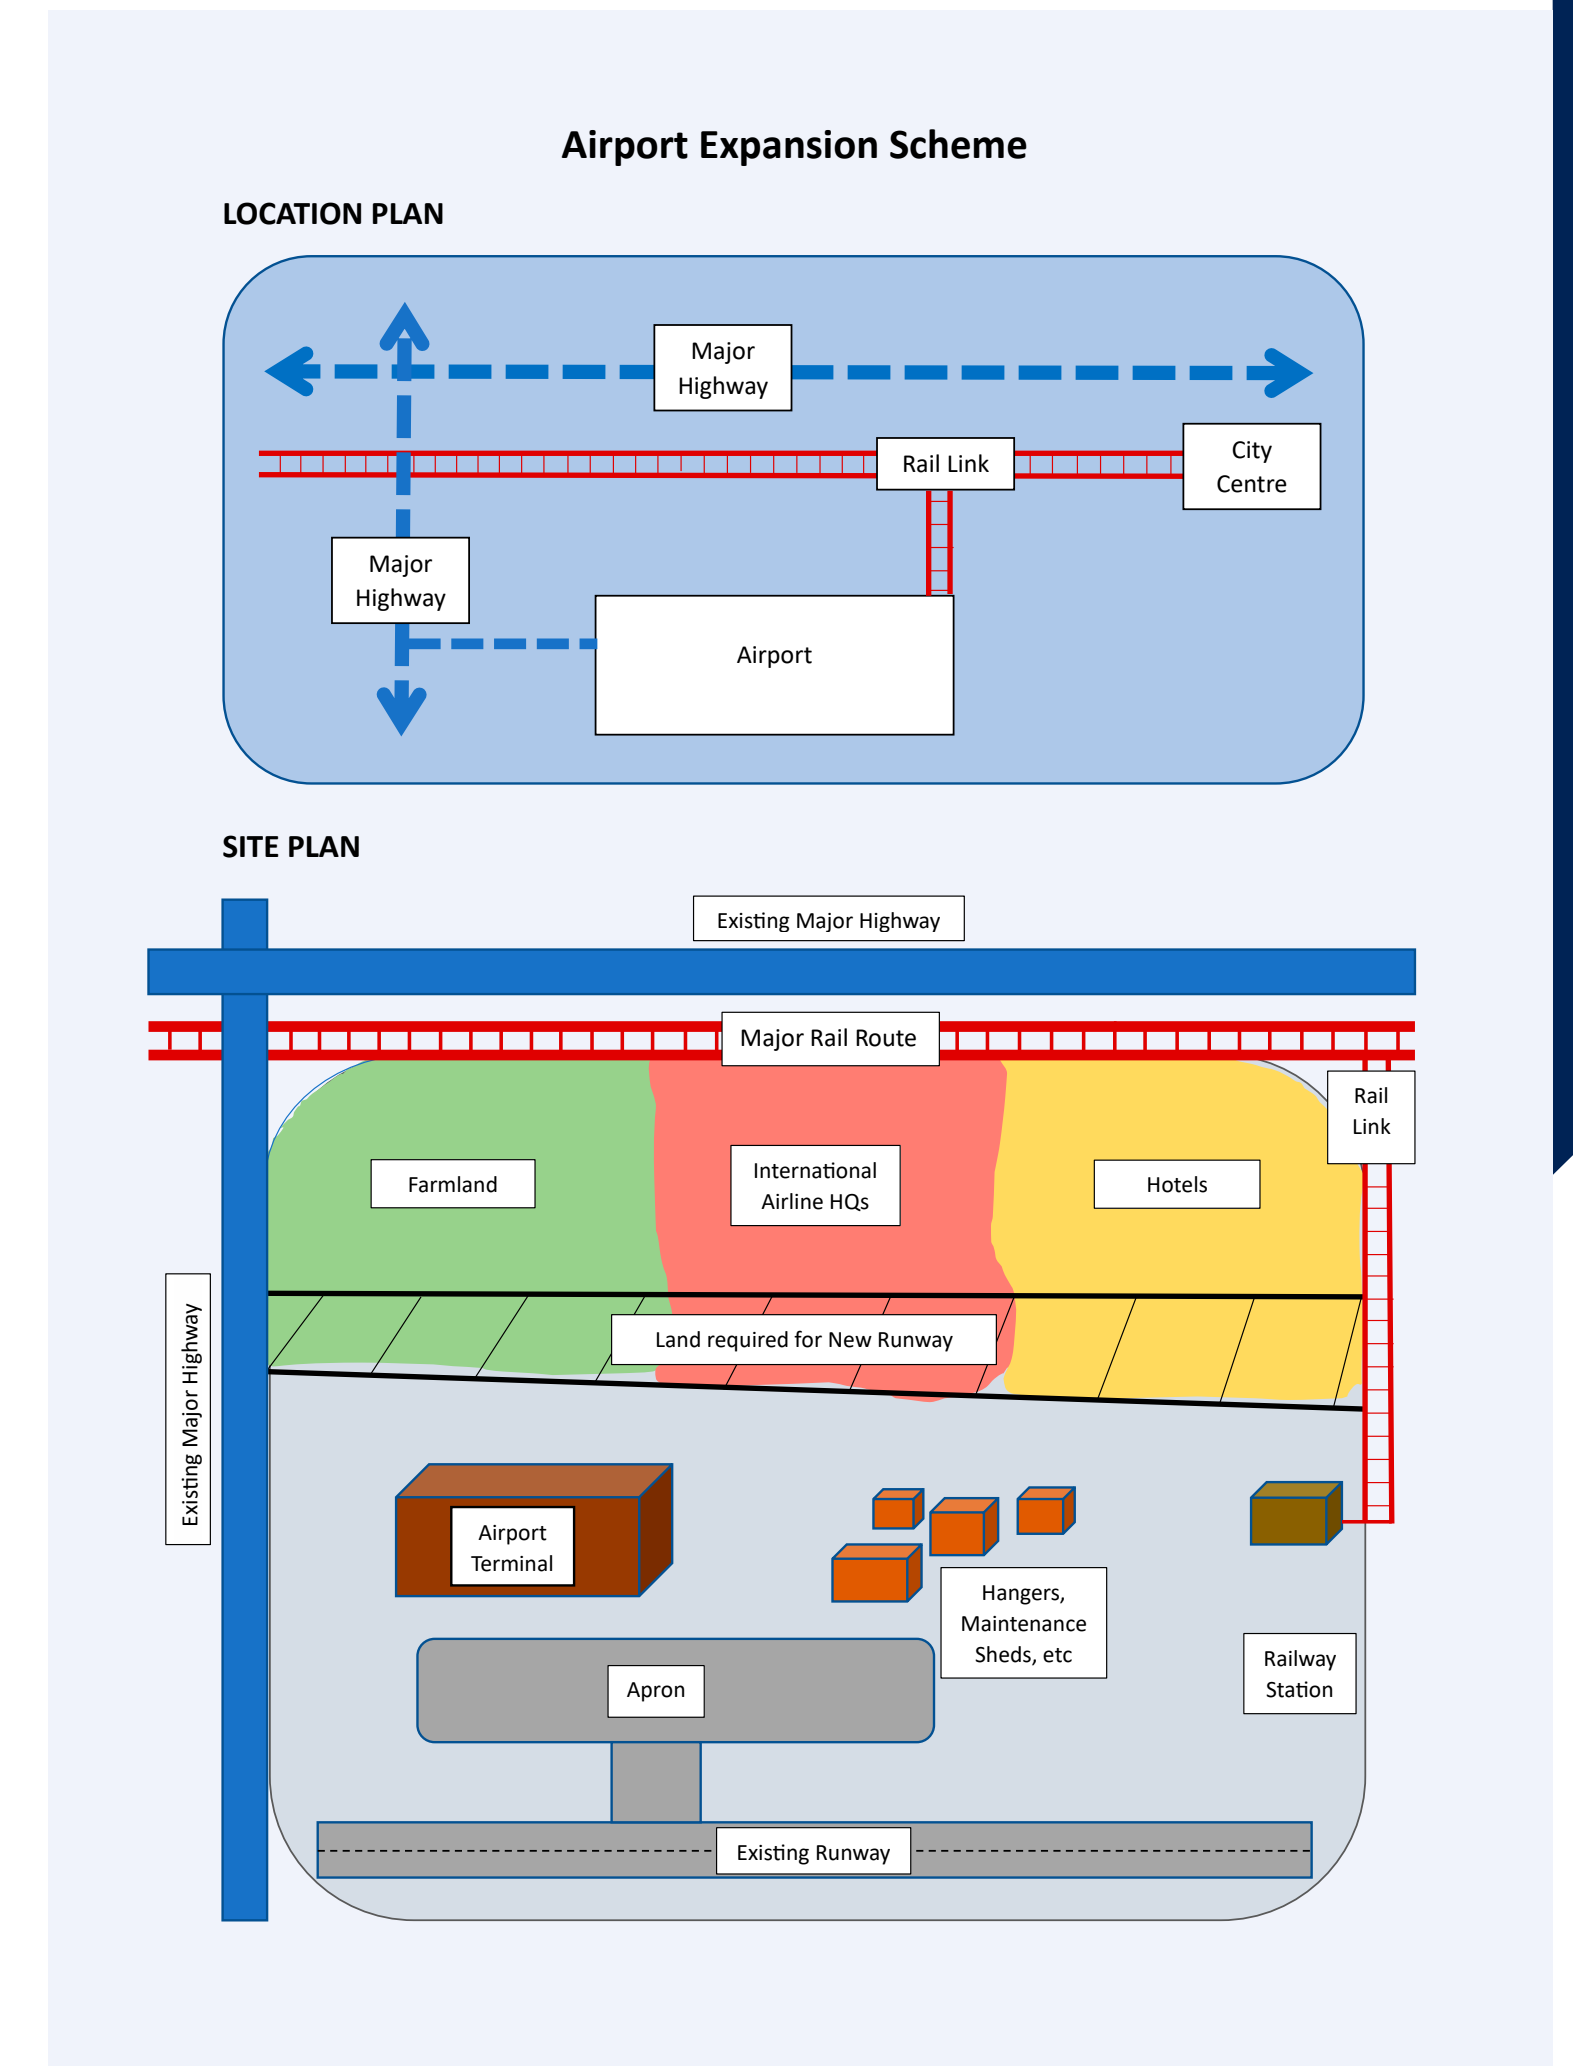 Airport Expansion Scheme
LOCATION PLAN
Major
Highway
Rail Link
City
Centre
Major
Highway
Airport
SITE PLAN
Existing Major Highway
Major Rail Route
Rail
Link
Farmland
International
Airline HQs
Hotels
Existing Major Highway
Land required for New Runway
Airport
Terminal
Hangers,
Maintenance
Sheds, etc
Railway
Station
Apron
Existing Runway